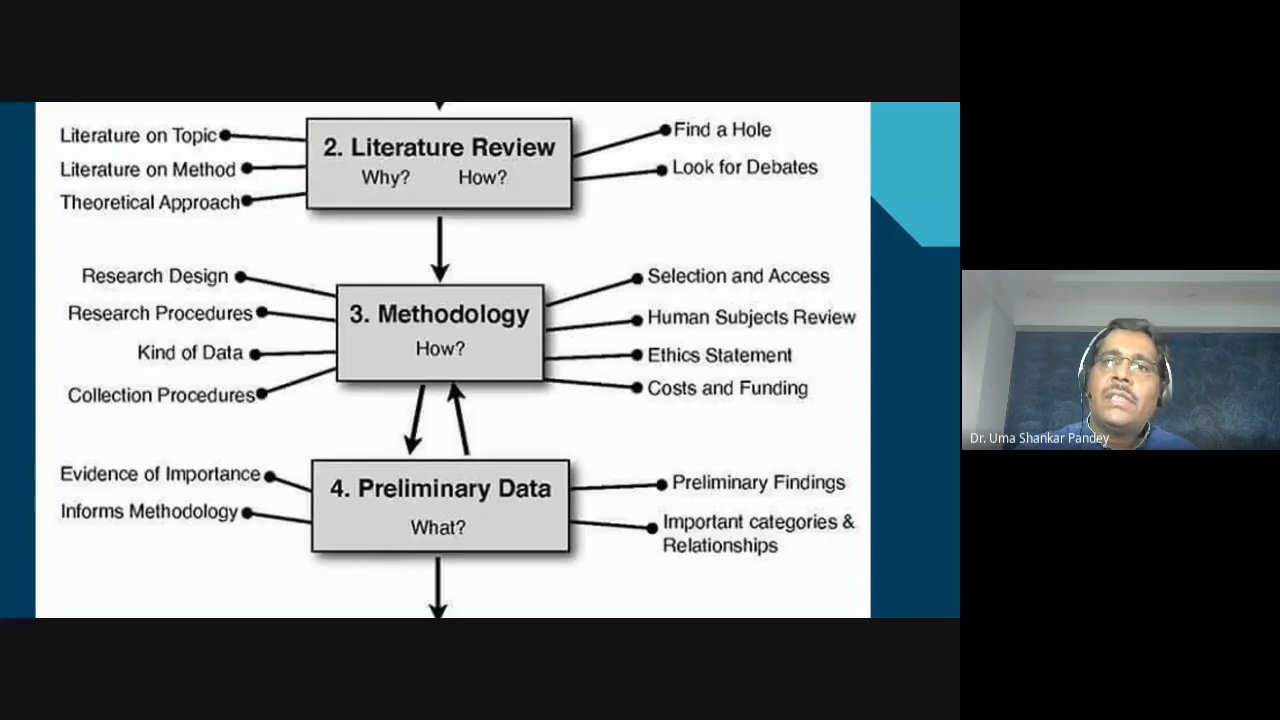 Literature on Topic
Literature on Method
Theoretical Approach
2. Literature Review
Why? How?
Find a Hole
Look for Debates
Research Design
Research Procedures
Kind of Data
Collection Procedures
3. Methodology
How?
Selection and Access
Human Subjects Review
Ethics Statement
Costs and Funding
Evidence of Importance
Informs Methodology
4. Preliminary Data
What?
Preliminary Findings
Important categories &
Relationships
Dr. Uma Shankar Pandey